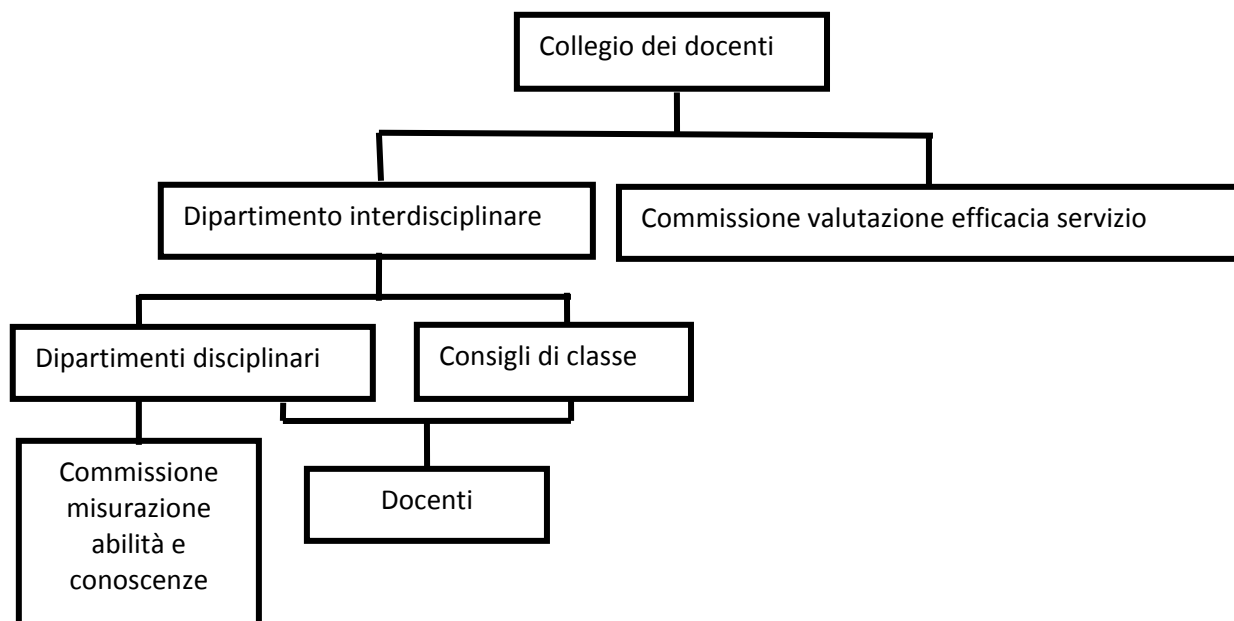 Collegio dei docenti
Dipartimento interdisciplinare
Commissione valutazione efficacia servizio
Dipartimenti disciplinari
Consigli di classe
Commissione
misurazione
abilità e
conoscenze
Docenti